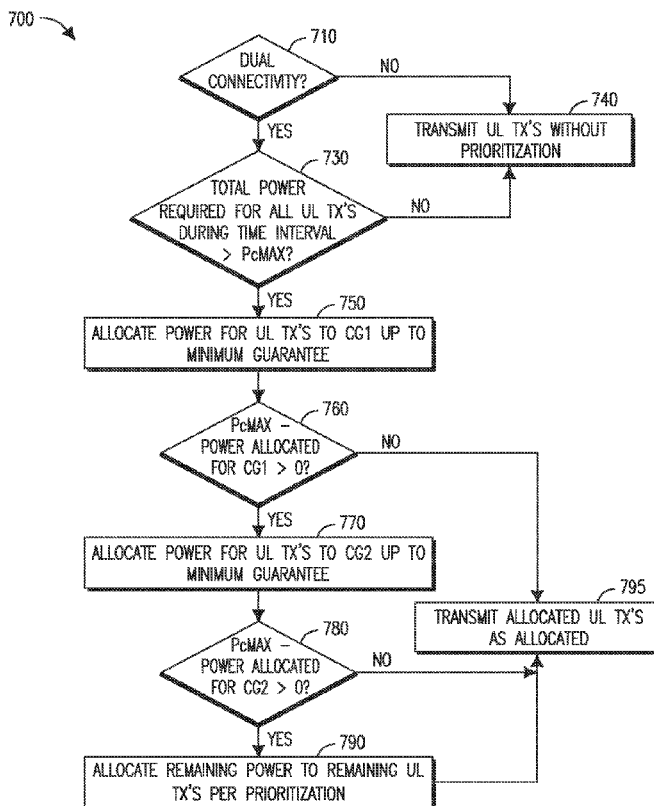 700
710
DUAL
CONNECTIVITY?
NO
740
TRANSMIT UL TX'S WITHOUT
PRIORITIZATION
YES
730
TOTAL POWER
REQUIRED FOR ALL UL TX'S
DURING TIME INTERVAL
> PcMAX?
NO
YES
750
ALLOCATE POWER FOR UL TX'S TO CG1 UP TO
MINIMUM GUARANTEE
760
PcMAX –
POWER ALLOCATED
FOR CG1 > 0?
NO
YES
770
ALLOCATE POWER FOR UL TX'S TO CG2 UP TO
MINIMUM GUARANTEE
795
TRANSMIT ALLOCATED UL TX'S
AS ALLOCATED
780
PcMAX –
POWER ALLOCATED
FOR CG2 > 0?
NO
YES
790
ALLOCATE REMAINING POWER TO REMAINING UL
TX'S PER PRIORITIZATION